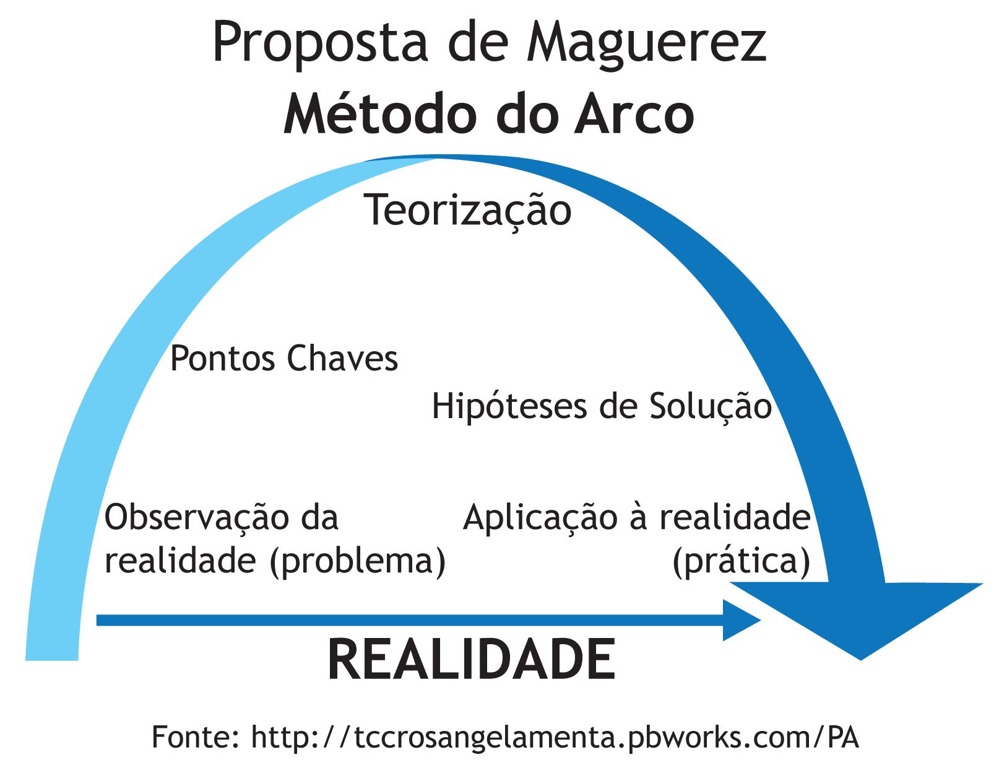 Proposta de Maguerez
Método do Arco
Teorização
Pontos Chaves
Hipóteses de Solução
Observação da
realidade (problema)
Aplicação à realidade
(prática)
REALIDADE
Fonte: http://tccrosangelamenta.pbworks.com/PA